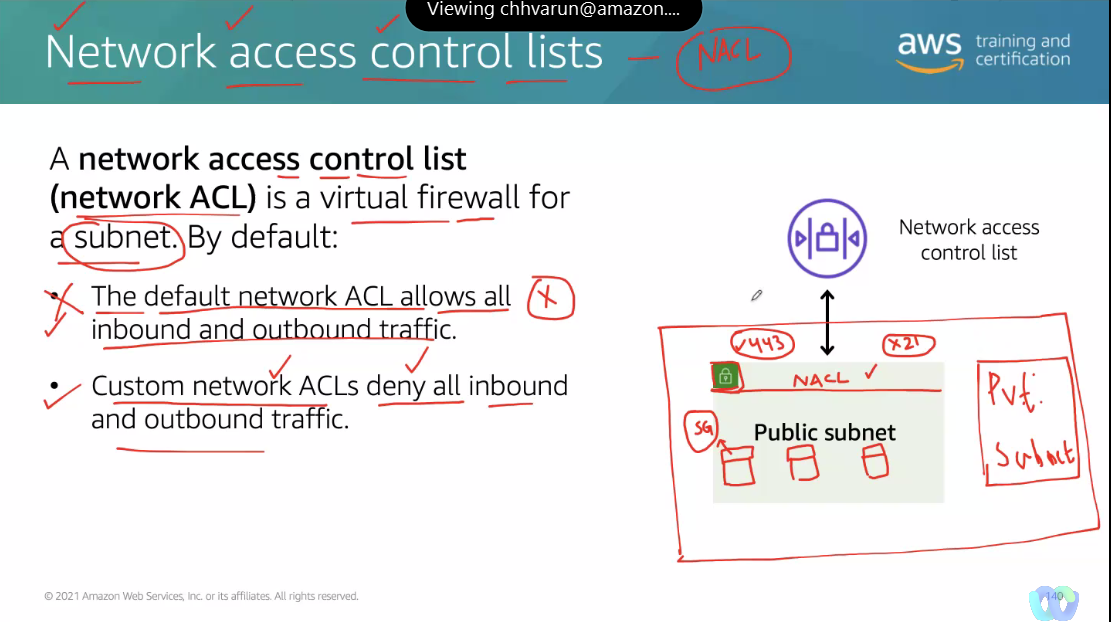 Viewing chhvarun@amazon....
Network access control lists - NACL
aws training and
certification
A network access control list
(network ACL) is a virtual firewall for
a subnet. By default:
• The default network ACL allows all X
inbound and outbound traffic.
• Custom network ACLs deny all inbound
and outbound traffic.
Network access
control list
✓443 X21
NACL ✓
Pvt.
SG
Public subnet
Subnet
© 2021 Amazon Web Services, Inc. or its affiliates. All rights reserved.
140